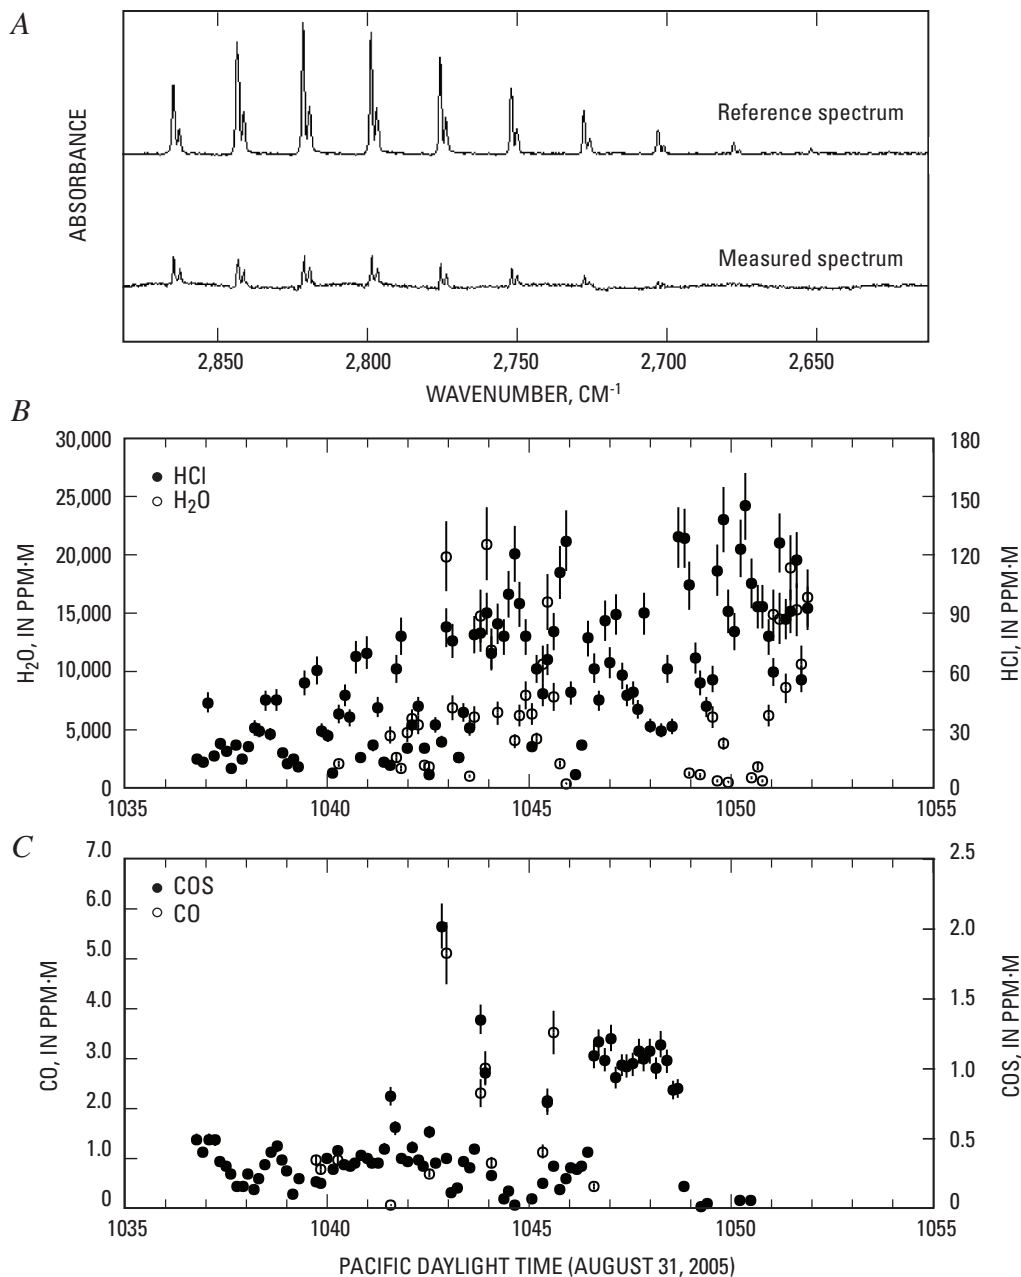 A
ABSORBANCE
Reference spectrum
Measured spectrum
2,850 2,800 2,750 2,700 2,650
WAVENUMBER, CM-1
B
H2O, IN PPM·M
30,000
25,000
20,000
15,000
10,000
5,000
0
HCl
H2O
180
150
120
90
60
30
0
HCl, IN PPM·M
1035 1040 1045 1050 1055
C
CO, IN PPM·M
7.0
6.0
5.0
4.0
3.0
2.0
1.0
0
COS
CO
2.5
2.0
1.5
1.0
0.5
0
COS, IN PPM·M
1035 1040 1045 1050 1055
PACIFIC DAYLIGHT TIME (AUGUST 31, 2005)